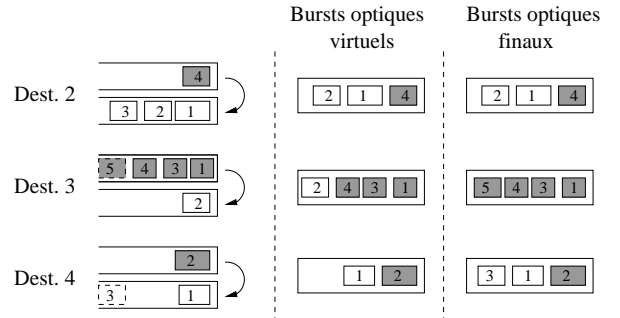 Bursts optiques Bursts optiques
virtuels finaux
4 2 1 4 2 1 4
Dest. 2
3 2 1
5 4 3 1
Dest. 3 2 4 3 1 5 4 3 1
2
2
Dest. 4 1 2 3 1 2
3 1